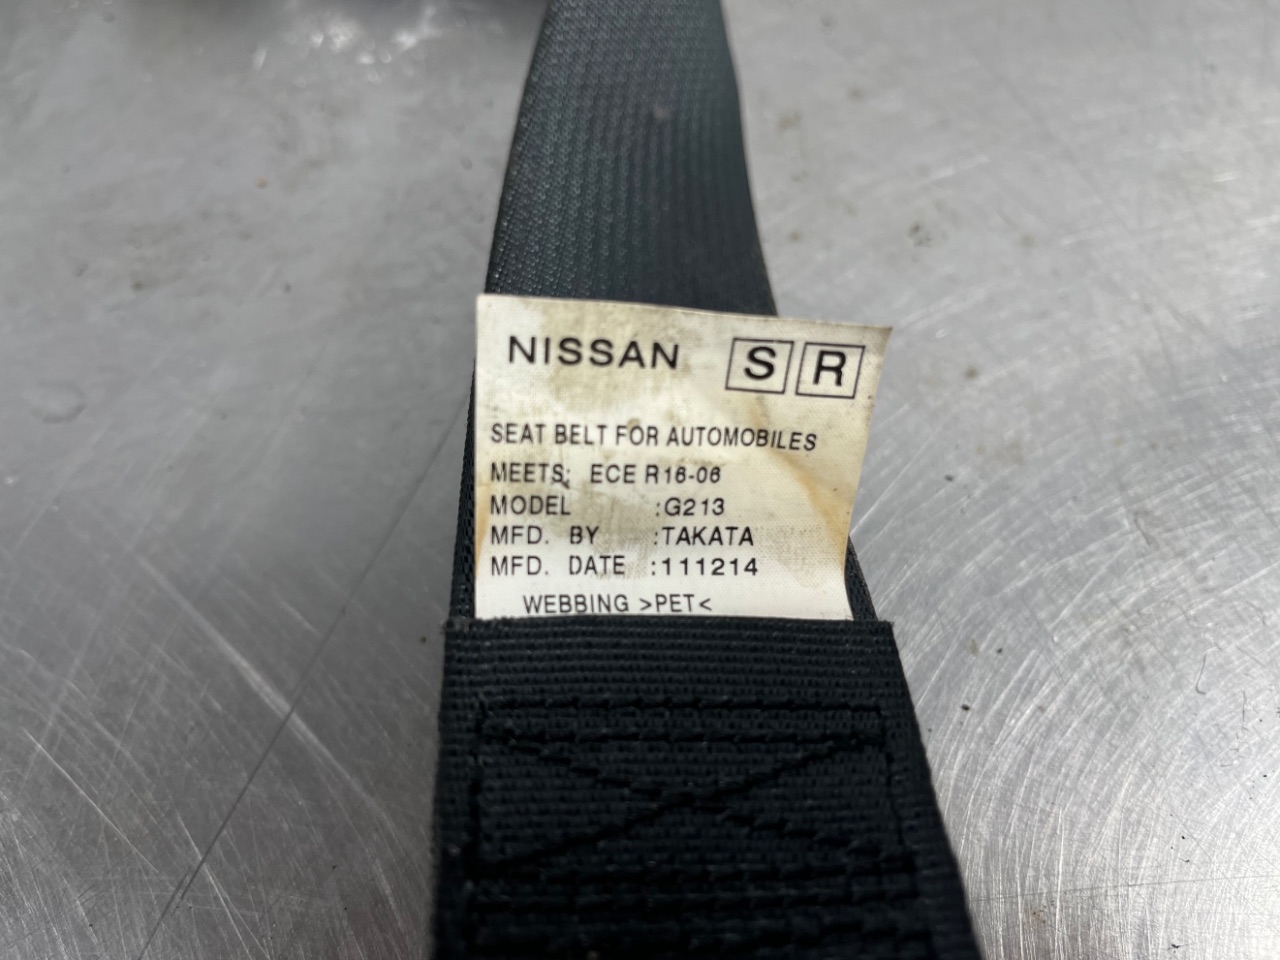 NISSAN S R
SEAT BELT FOR AUTOMOBILES
MEETS: ECE R16-06
MODEL :G213
MFD. BY :TAKATA
MFD. DATE :111214
WEBBING >PET<